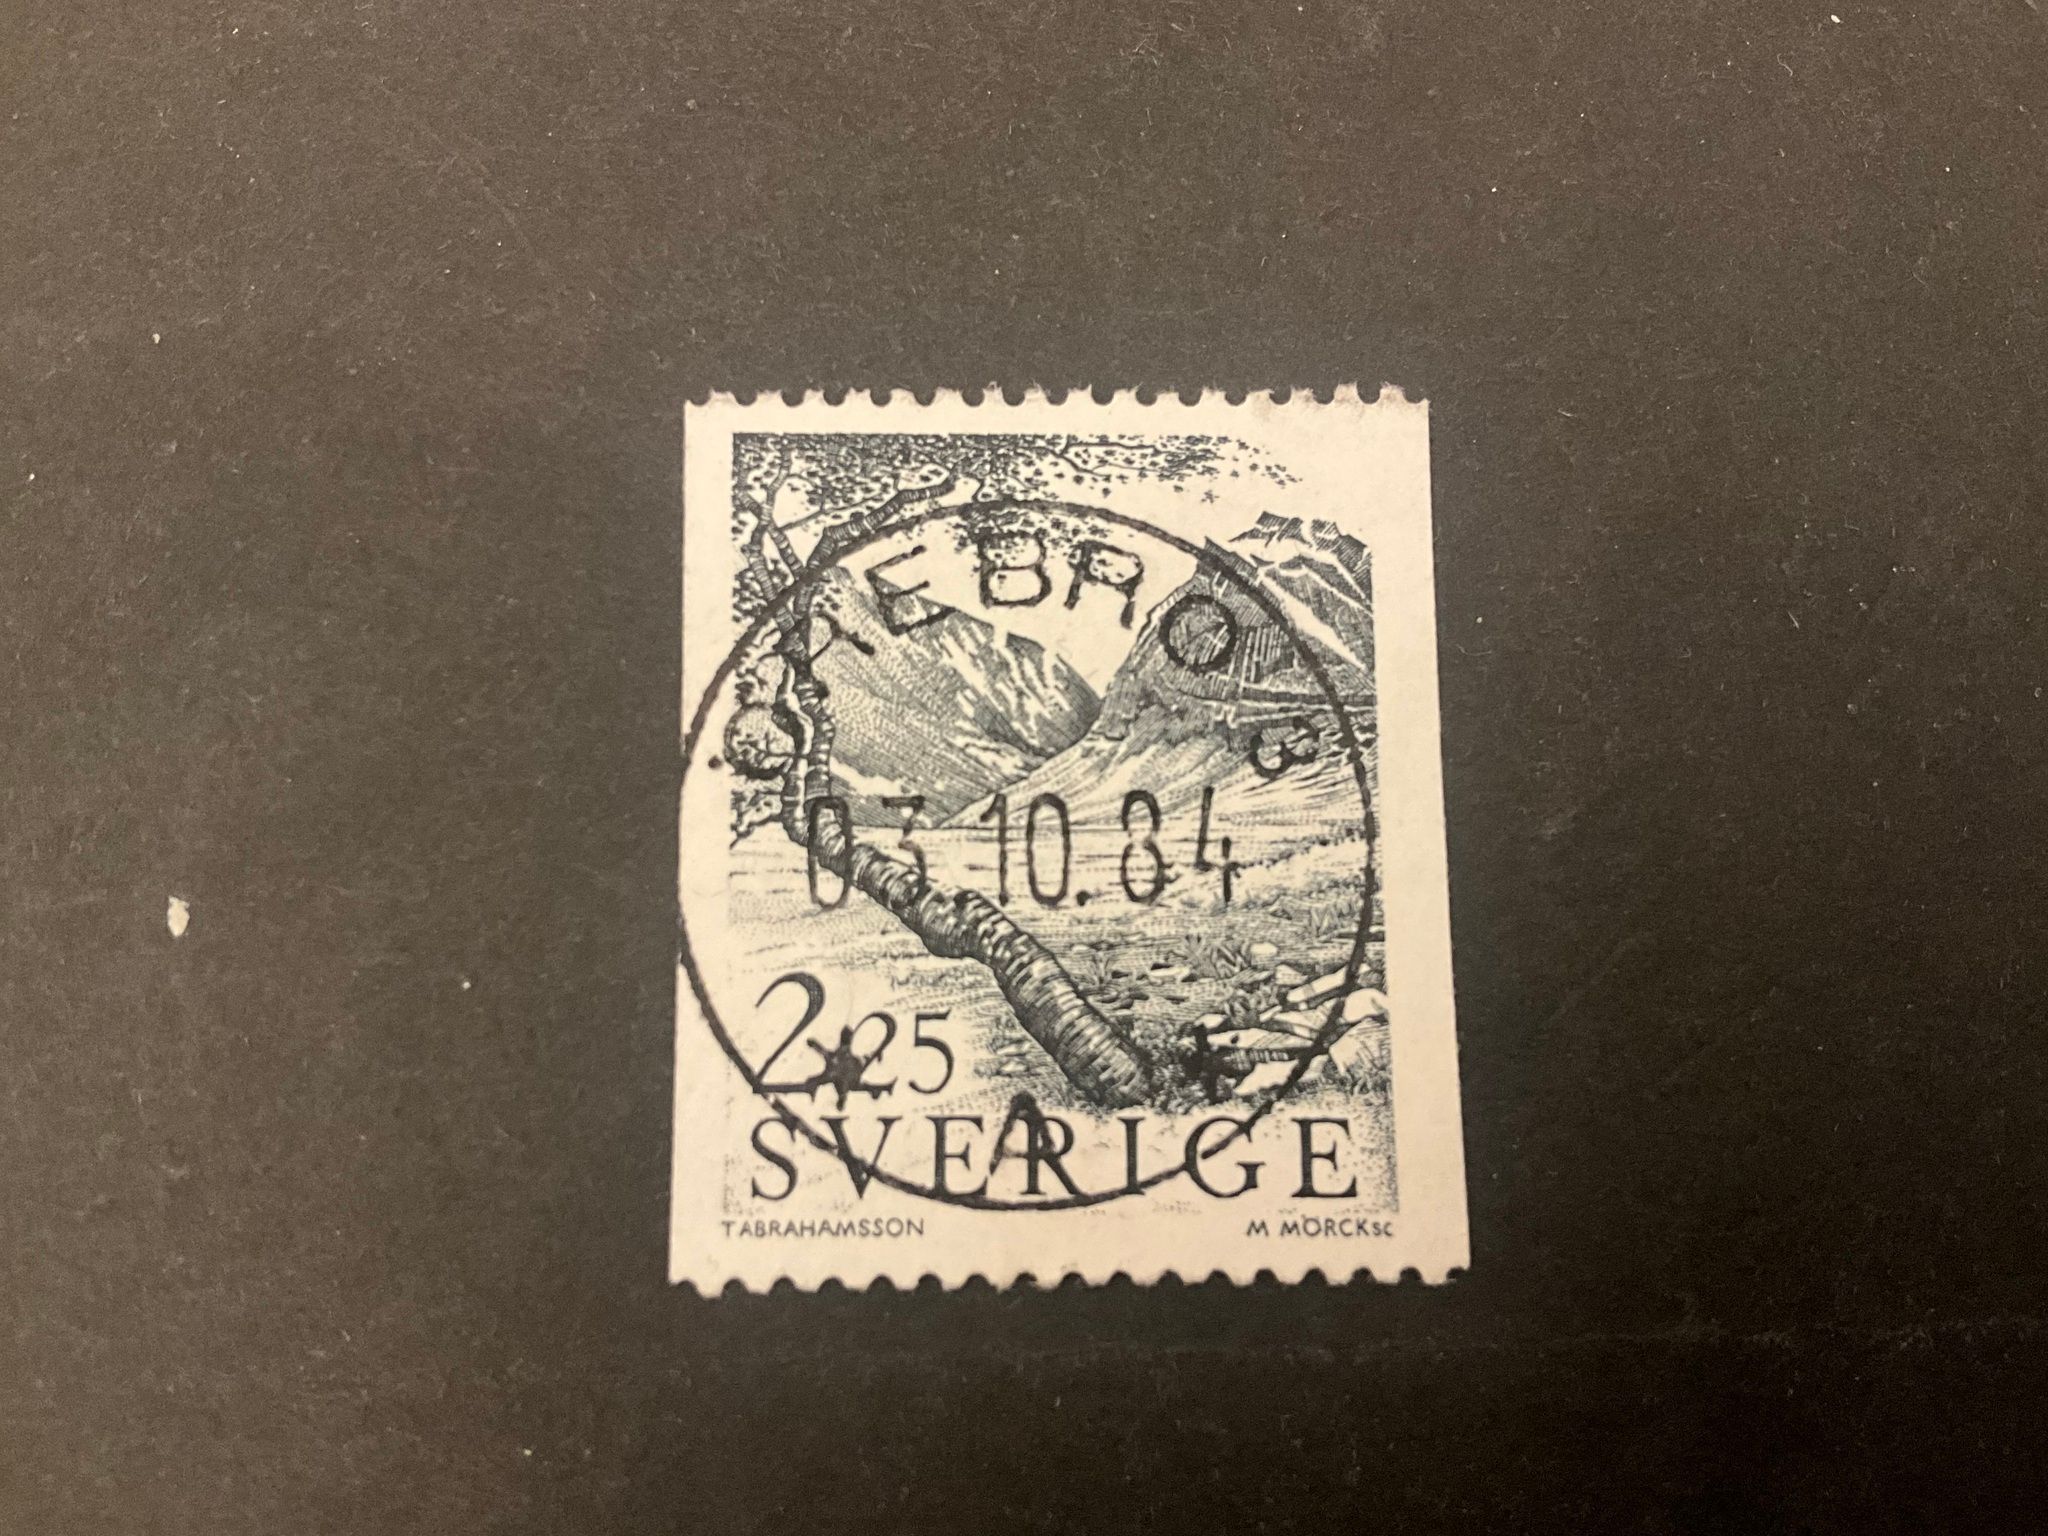 ÖREBRO 3
03.10.84
A
2.25
SVERIGE
T ABRAHAMSSON
M MÖRCK SC